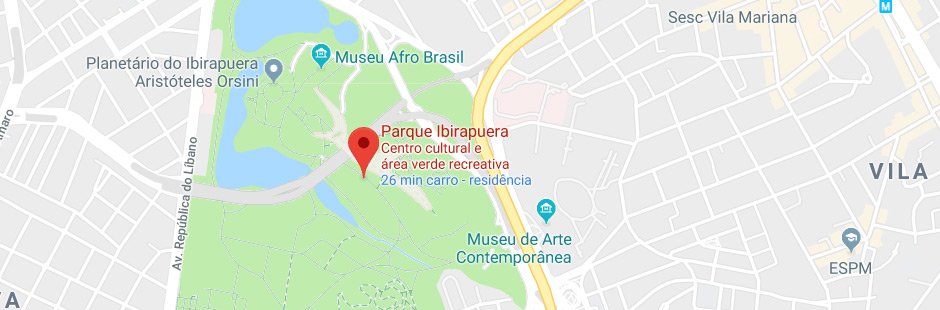 Sesc Vila Mariana
Museu Afro Brasil
Planetário do Ibirapuera
Aristóteles Orsini
Parque Ibirapuera
Centro cultural e
área verde recreativa
26 min carro - residência
Av. República do Líbano
VILA
Museu de Arte
Contemporânea
ESPM